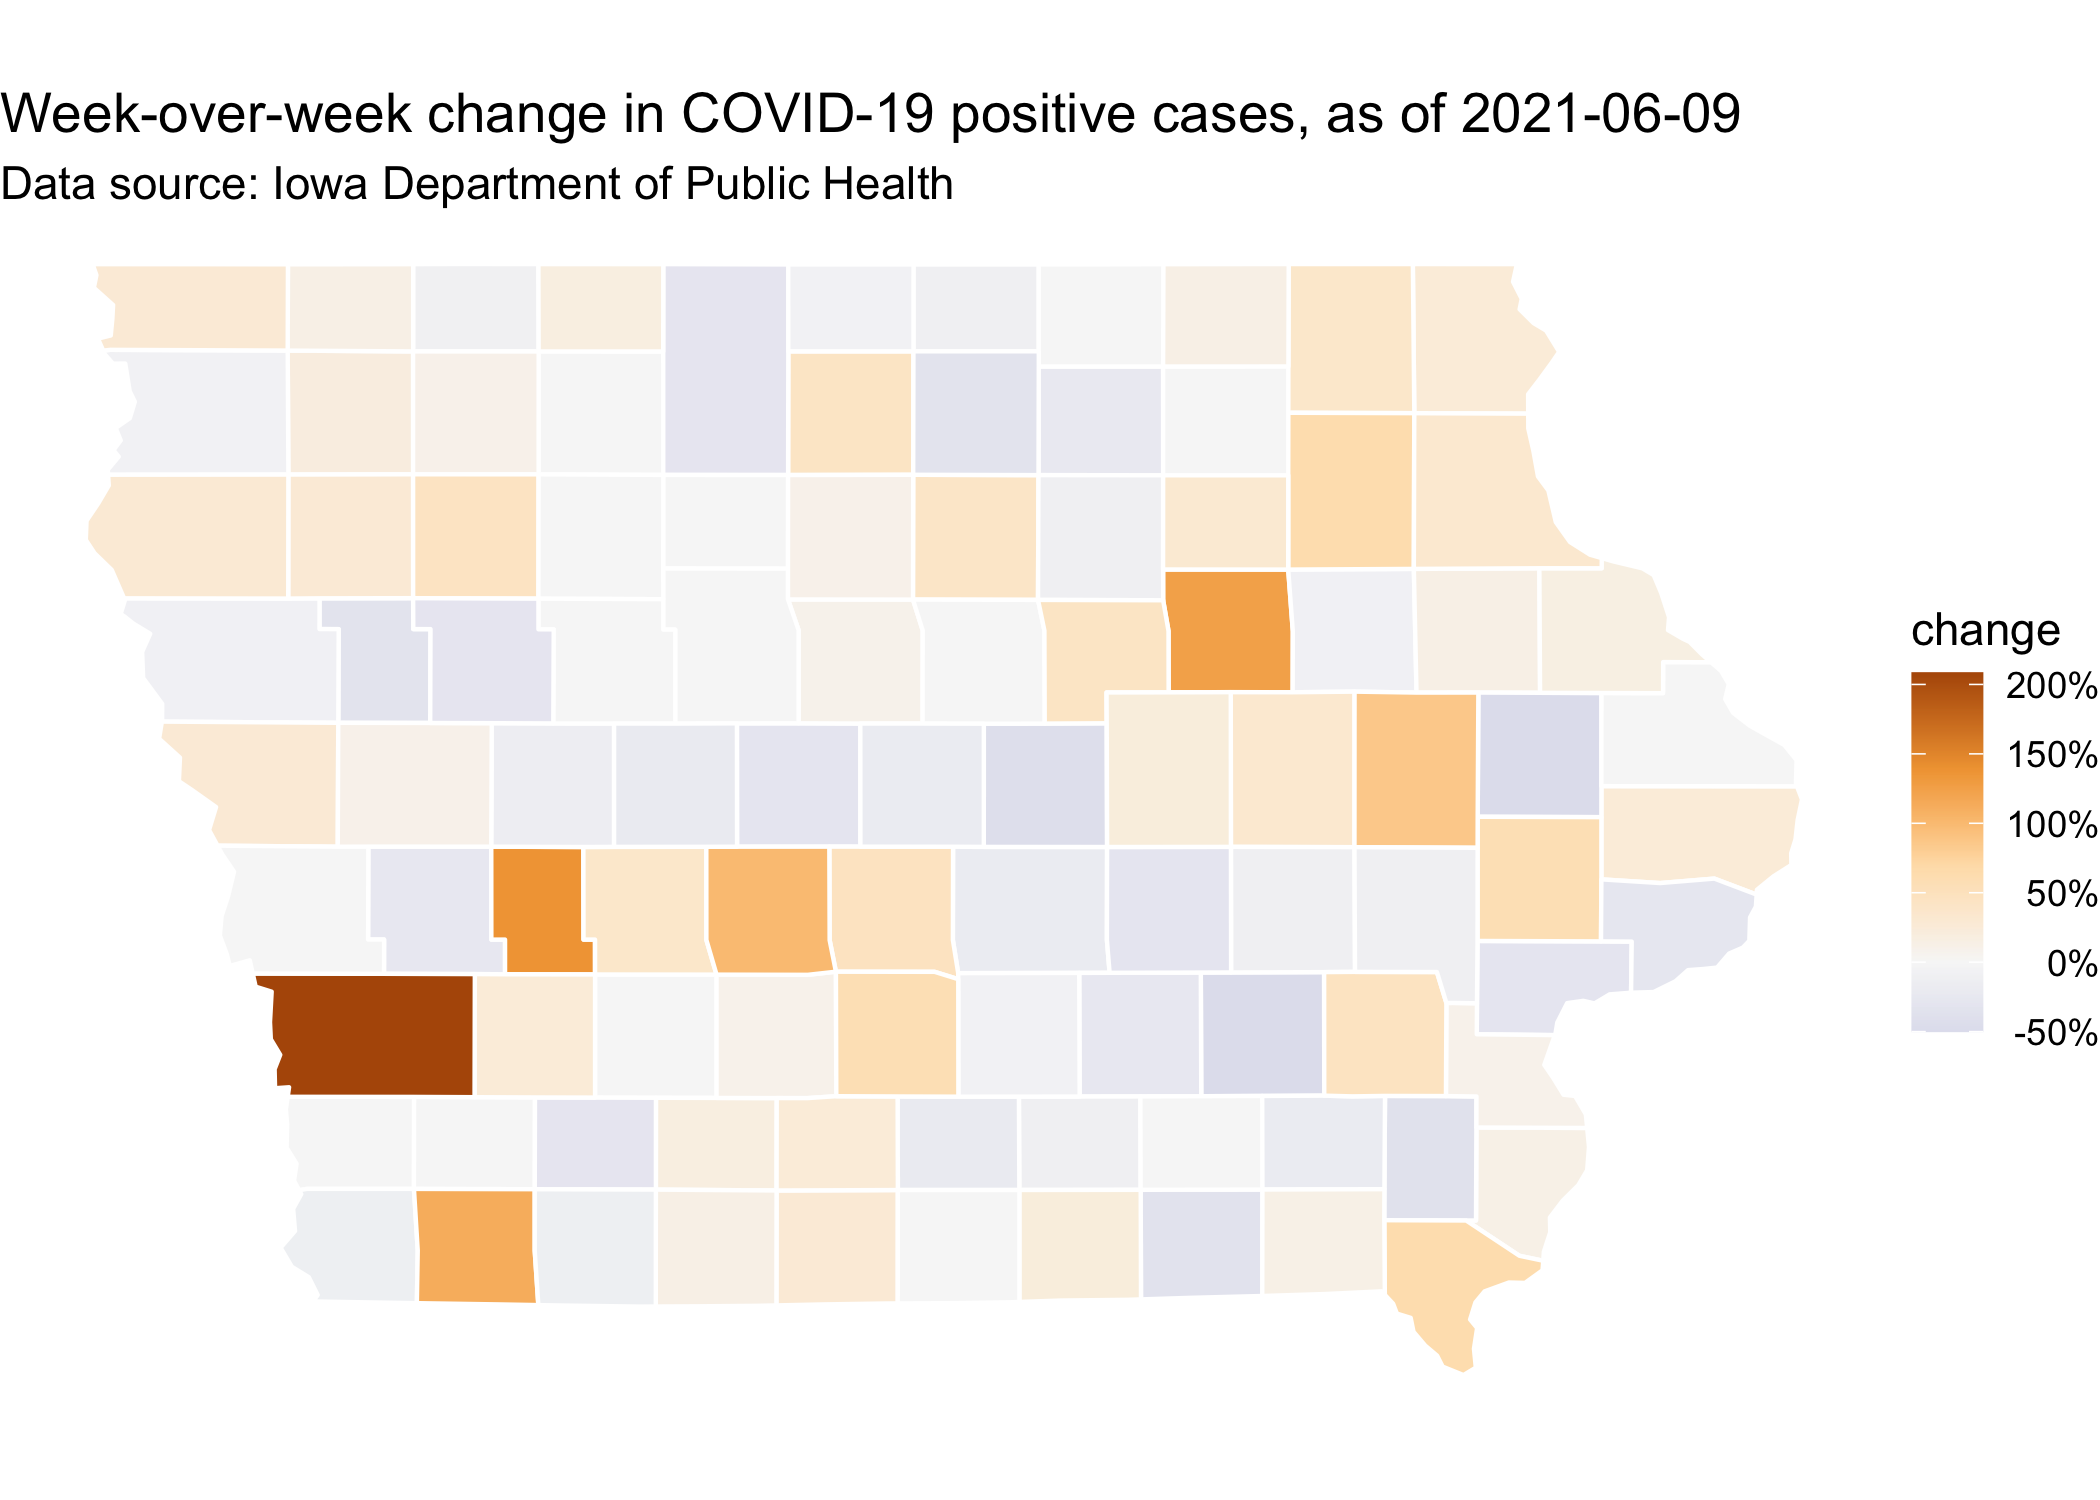 Week-over-week change in COVID-19 positive cases, as of 2021-06-09
Data source: Iowa Department of Public Health
change
200%
150%
100%
50%
0%
-50%